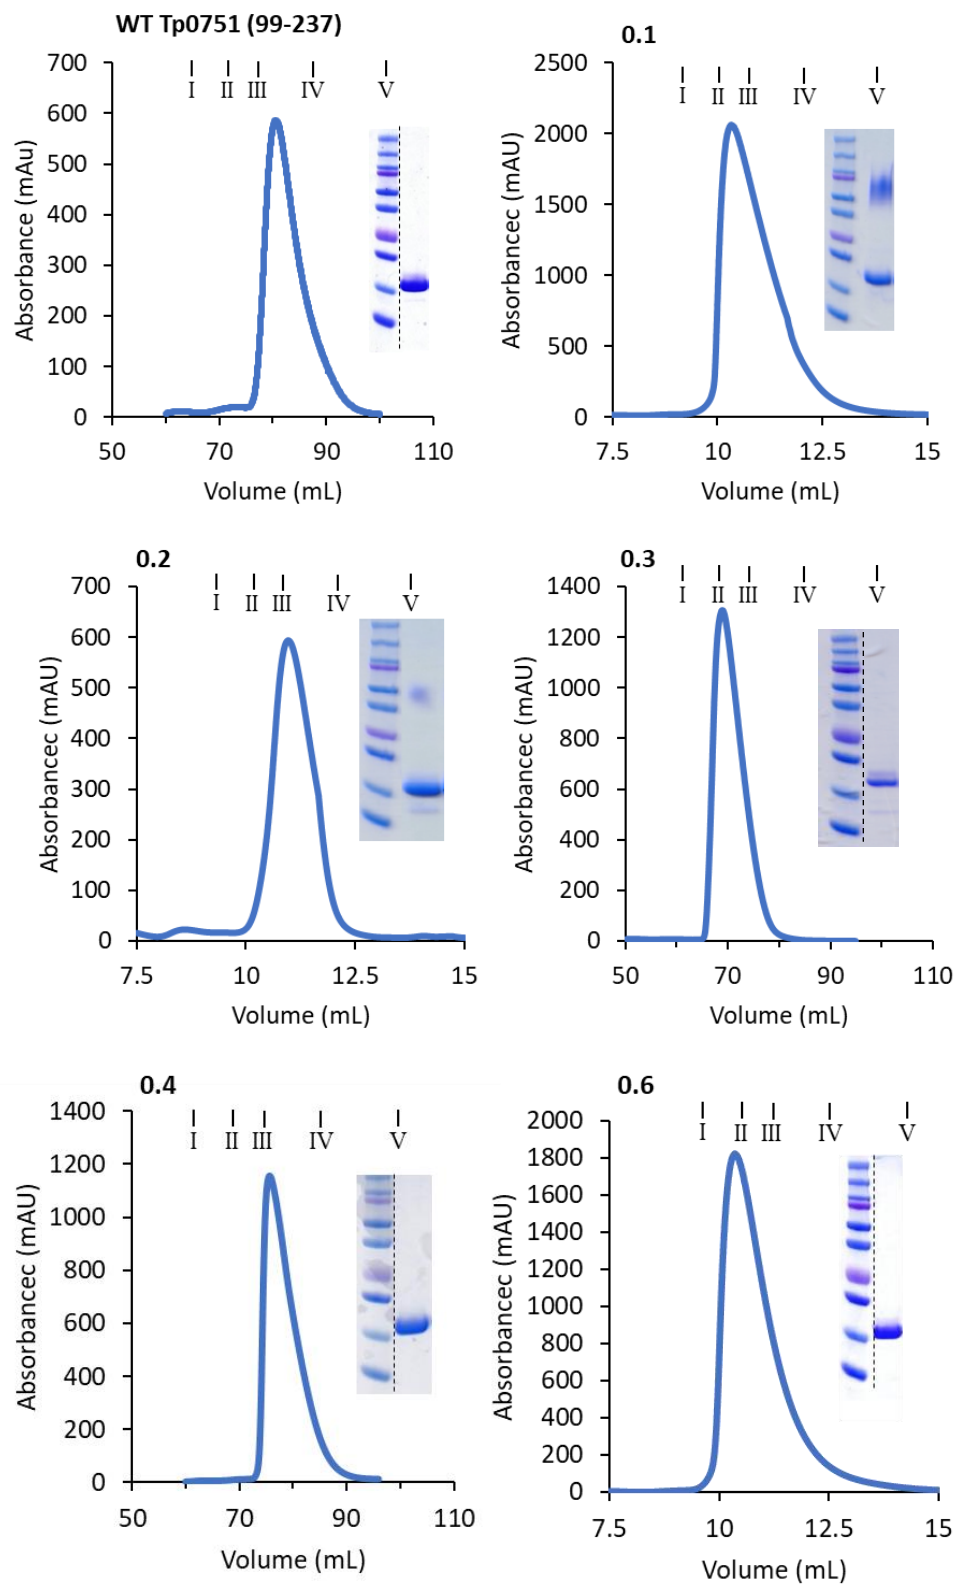 WT Tp0751 (99-237)
700
600
500
400
300
200
100
0
Absorbance (mAu)
I II III IV V
50 70 90 110
Volume (mL)
0.1
2500
2000
1500
1000
500
0
Absorbancec (mAU)
I II III IV V
7.5 10 12.5 15
Volume (mL)
0.2
700
600
500
400
300
200
100
0
Absorbancec (mAU)
I II III IV V
7.5 10 12.5 15
Volume (mL)
0.3
1400
1200
1000
800
600
400
200
0
Absorbancec (mAU)
I II III IV V
50 70 90 110
Volume (mL)
0.4
1400
1200
1000
800
600
400
200
0
Absorbancec (mAU)
I II III IV V
50 70 90 110
Volume (mL)
0.6
2000
1800
1600
1400
1200
1000
800
600
400
200
0
Absorbancec (mAU)
I II III IV V
7.5 10 12.5 15
Volume (mL)